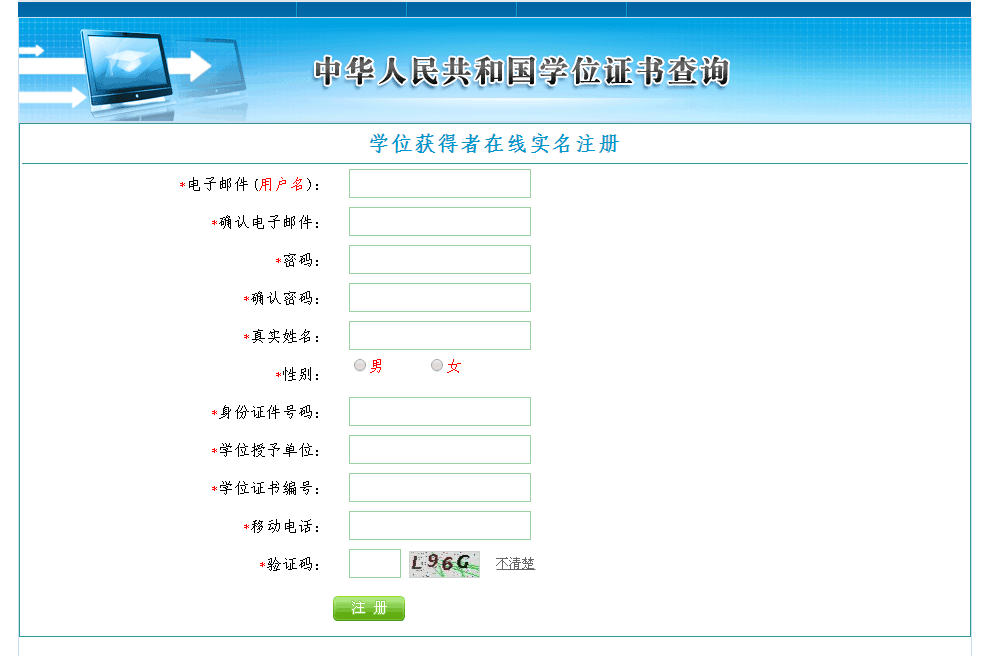 中华人民共和国学位证书查询
学位获得者在线实名注册
*电子邮件(用户名)：
*确认电子邮件：
*密码：
*确认密码：
*真实姓名：
*性别： 男 女
*身份证件号码：
*学位授予单位：
*学位证书编号：
*移动电话：
*验证码： L96G 不清楚
注 册